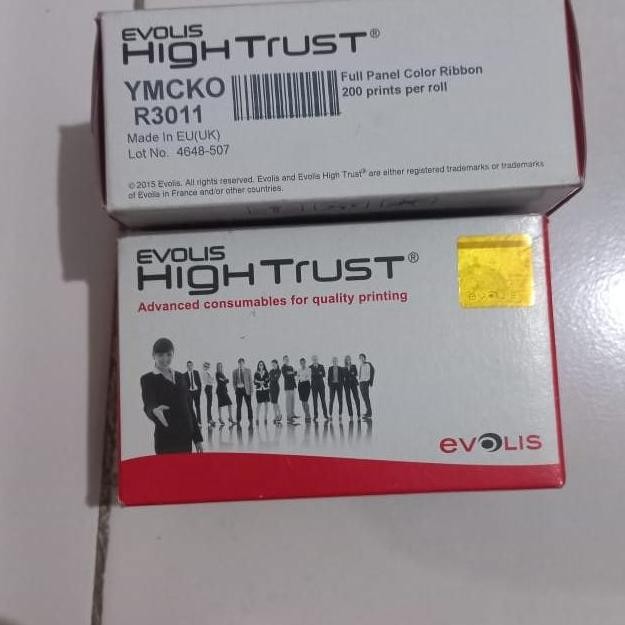 EVOLIS
HIGHTRUST®
YMCKO
R3011
Full Panel Color Ribbon
200 prints per roll
Made In EU(UK)
Lot No. 4648-507
© 2015 Evolis. All rights reserved. Evolis and Evolis High Trust® are either registered trademarks or trademarks
of Evolis in France and/or other countries.
EVOLIS
HIGHTRUST®
Advanced consumables for quality printing
evolis
evOLIS